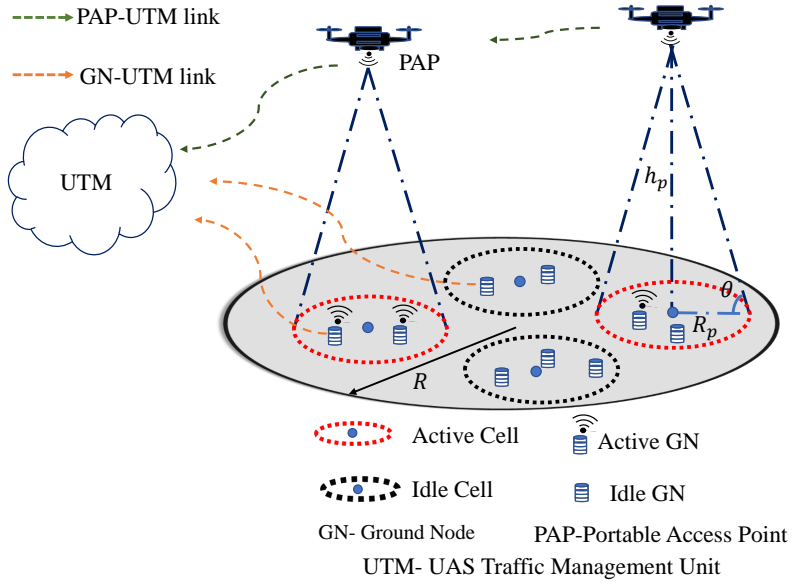 PAP-UTM link
GN-UTM link
PAP
UTM
h_p
θ
R_p
R
Active Cell
Active GN
Idle Cell
Idle GN
GN- Ground Node
PAP-Portable Access Point
UTM- UAS Traffic Management Unit